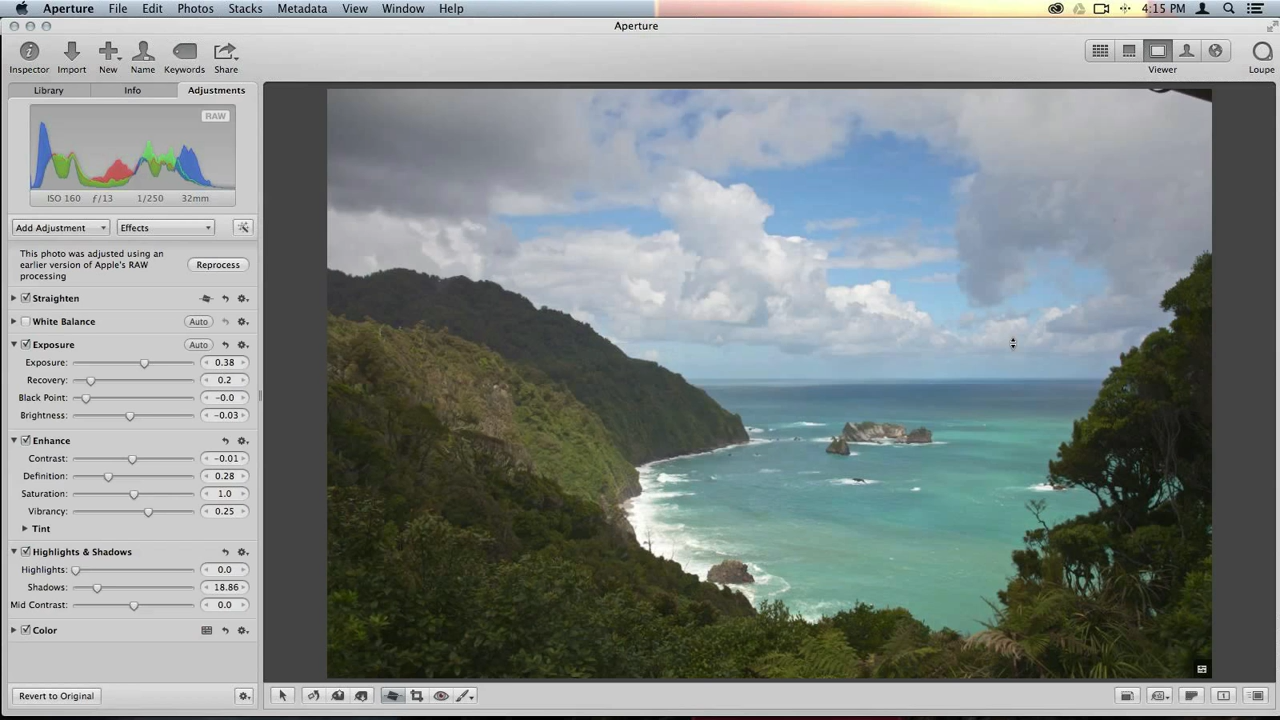 Aperture File Edit Photos Stacks Metadata View Window Help 4:15 PM
Aperture
Inspector Import New Name Keywords Share Viewer Loupe
Library Info Adjustments
RAW
ISO 160 ƒ/13 1/250 32mm
Add Adjustment Effects
This photo was adjusted using an
earlier version of Apple's RAW
processing
Reprocess
Straighten
White Balance Auto
Exposure Auto
Exposure: 0.38
Recovery: 0.2
Black Point: -0.0
Brightness: -0.03
Enhance
Contrast: -0.01
Definition: 0.28
Saturation: 1.0
Vibrancy: 0.25
Tint
Highlights & Shadows
Highlights: 0.0
Shadows: 18.86
Mid Contrast: 0.0
Color
Revert to Original